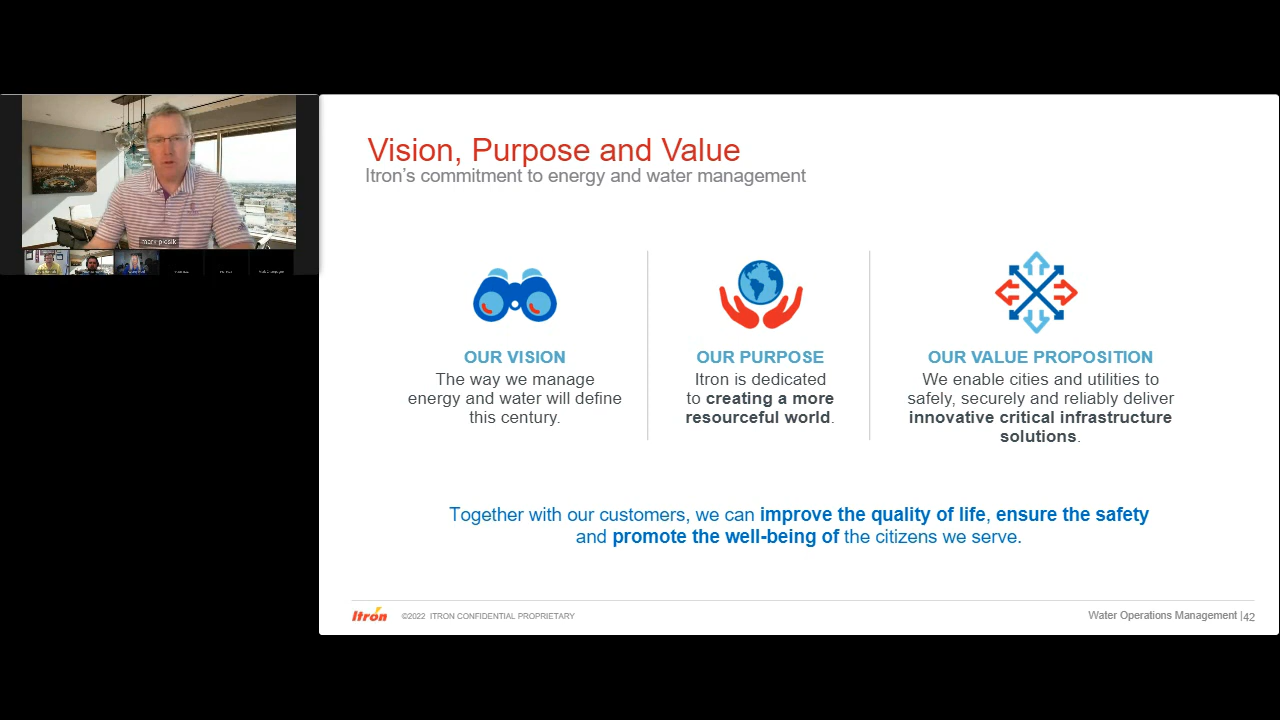 Vision, Purpose and Value
Itron's commitment to energy and water management
OUR VISION
The way we manage
energy and water will define
this century.
OUR PURPOSE
Itron is dedicated
to creating a more
resourceful world.
OUR VALUE PROPOSITION
We enable cities and utilities to
safely, securely and reliably deliver
innovative critical infrastructure
solutions.
Together with our customers, we can improve the quality of life, ensure the safety
and promote the well-being of the citizens we serve.
Itron
©2022 ITRON CONFIDENTIAL PROPRIETARY
Water Operations Management |42